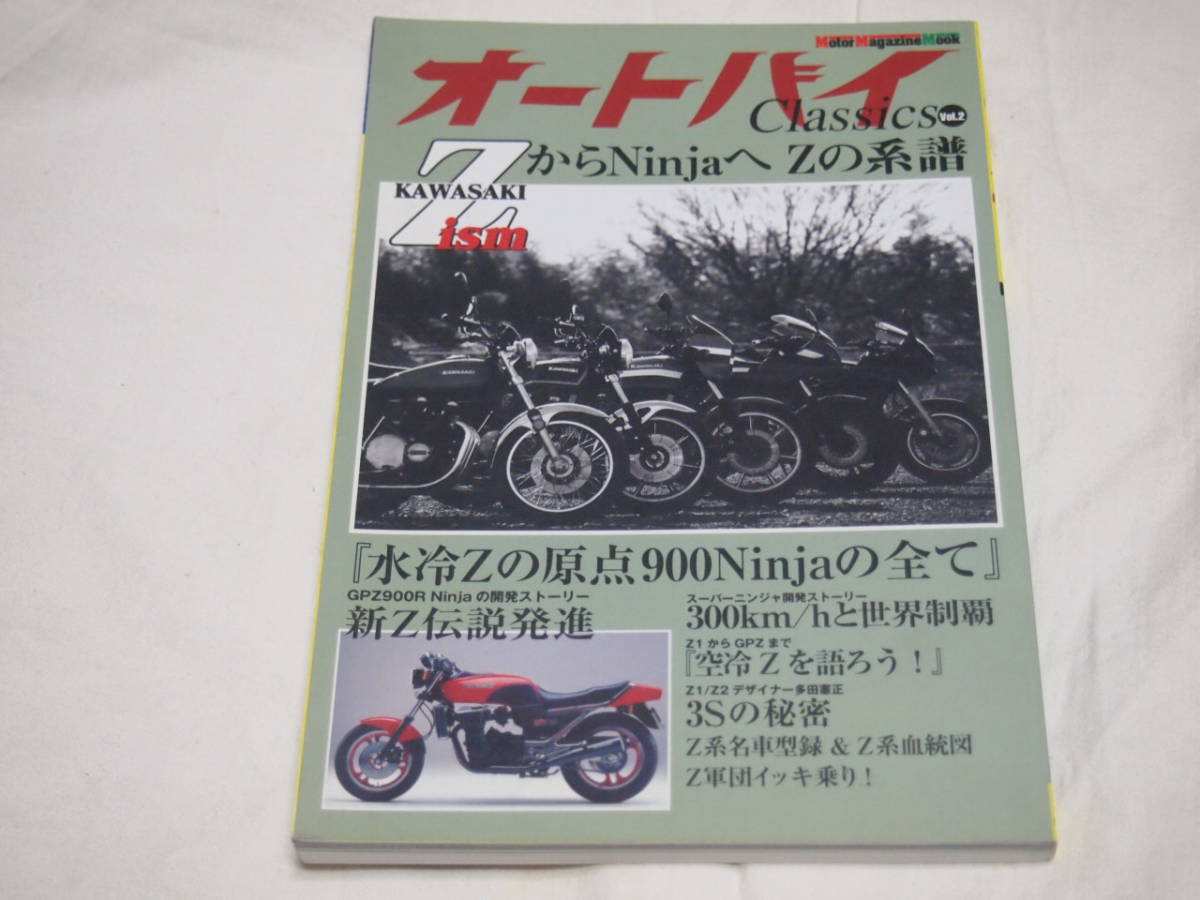 MotorMagazineMook
オートバイ
Classics Vol.2
Z KAWASAKI ism
からNinjaへ Zの系譜
KAWASAKI
Kawasaki
Kawasaki
『水冷Zの原点900Ninjaの全て』
GPZ900R Ninjaの開発ストーリー
新Z伝説発進
スーパーニンジャ開発ストーリー
300km/hと世界制覇
Z1からGPZまで
『空冷Zを語ろう！』
Z1/Z2デザイナー多田憲正
3Sの秘密
Z系名車型録 & Z系血統図
Z軍団イッキ乗り！